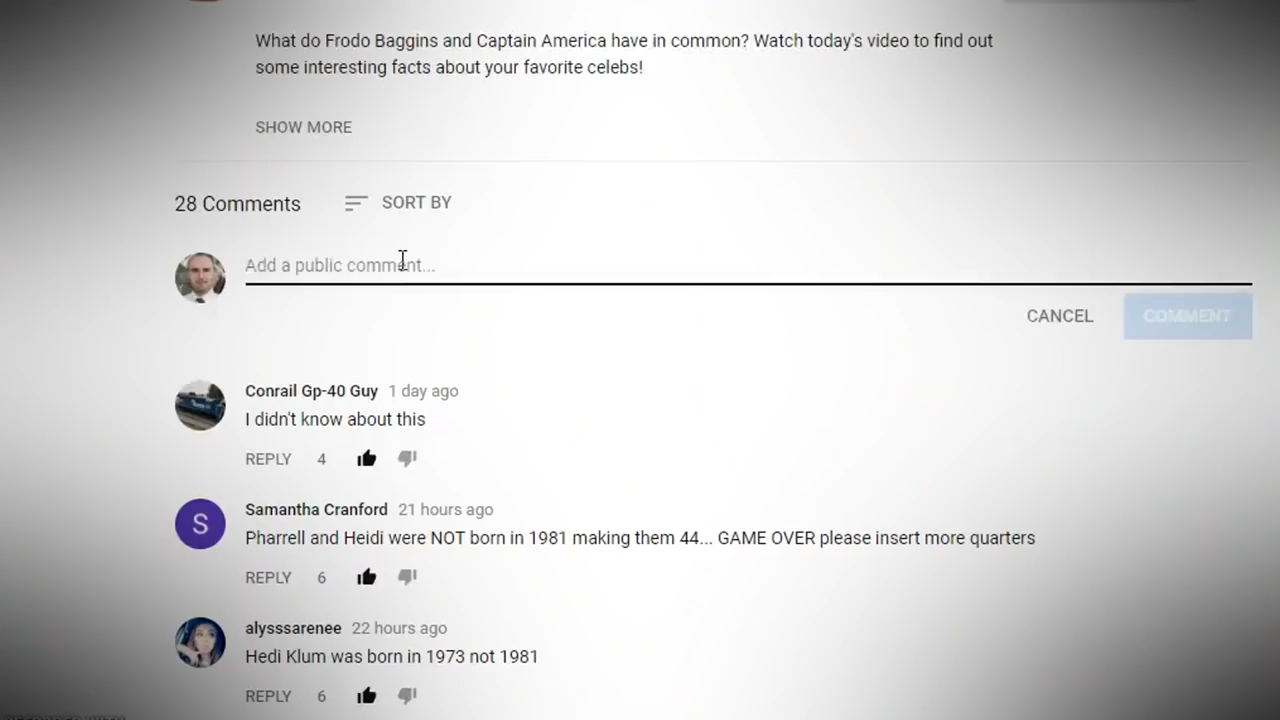 What do Frodo Baggins and Captain America have in common? Watch today's video to find out
some interesting facts about your favorite celebs!
SHOW MORE
28 Comments
SORT BY
Add a public comment...
CANCEL
COMMENT
Conrail Gp-40 Guy 1 day ago
I didn't know about this
REPLY 4
S
Samantha Cranford 21 hours ago
Pharrell and Heidi were NOT born in 1981 making them 44... GAME OVER please insert more quarters
REPLY 6
alysssarenee 22 hours ago
Hedi Klum was born in 1973 not 1981
REPLY 6